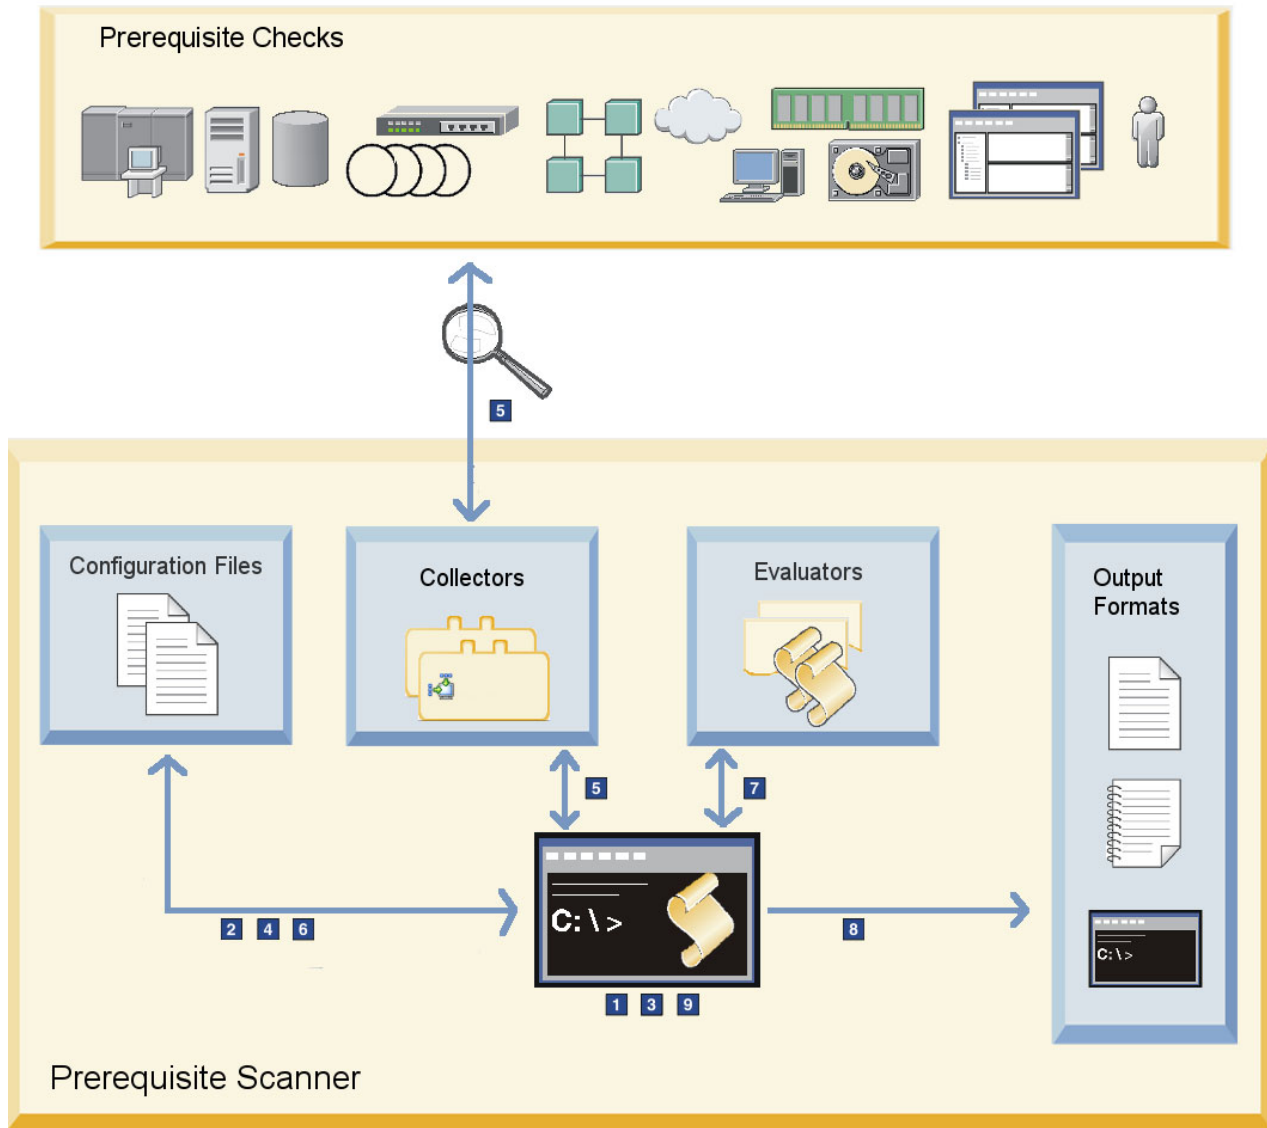 Prerequisite Checks
5
Configuration Files
Collectors
Evaluators
Output
Formats
5
7
C:\>
2 4 6
8
C:\>
1 3 9
Prerequisite Scanner